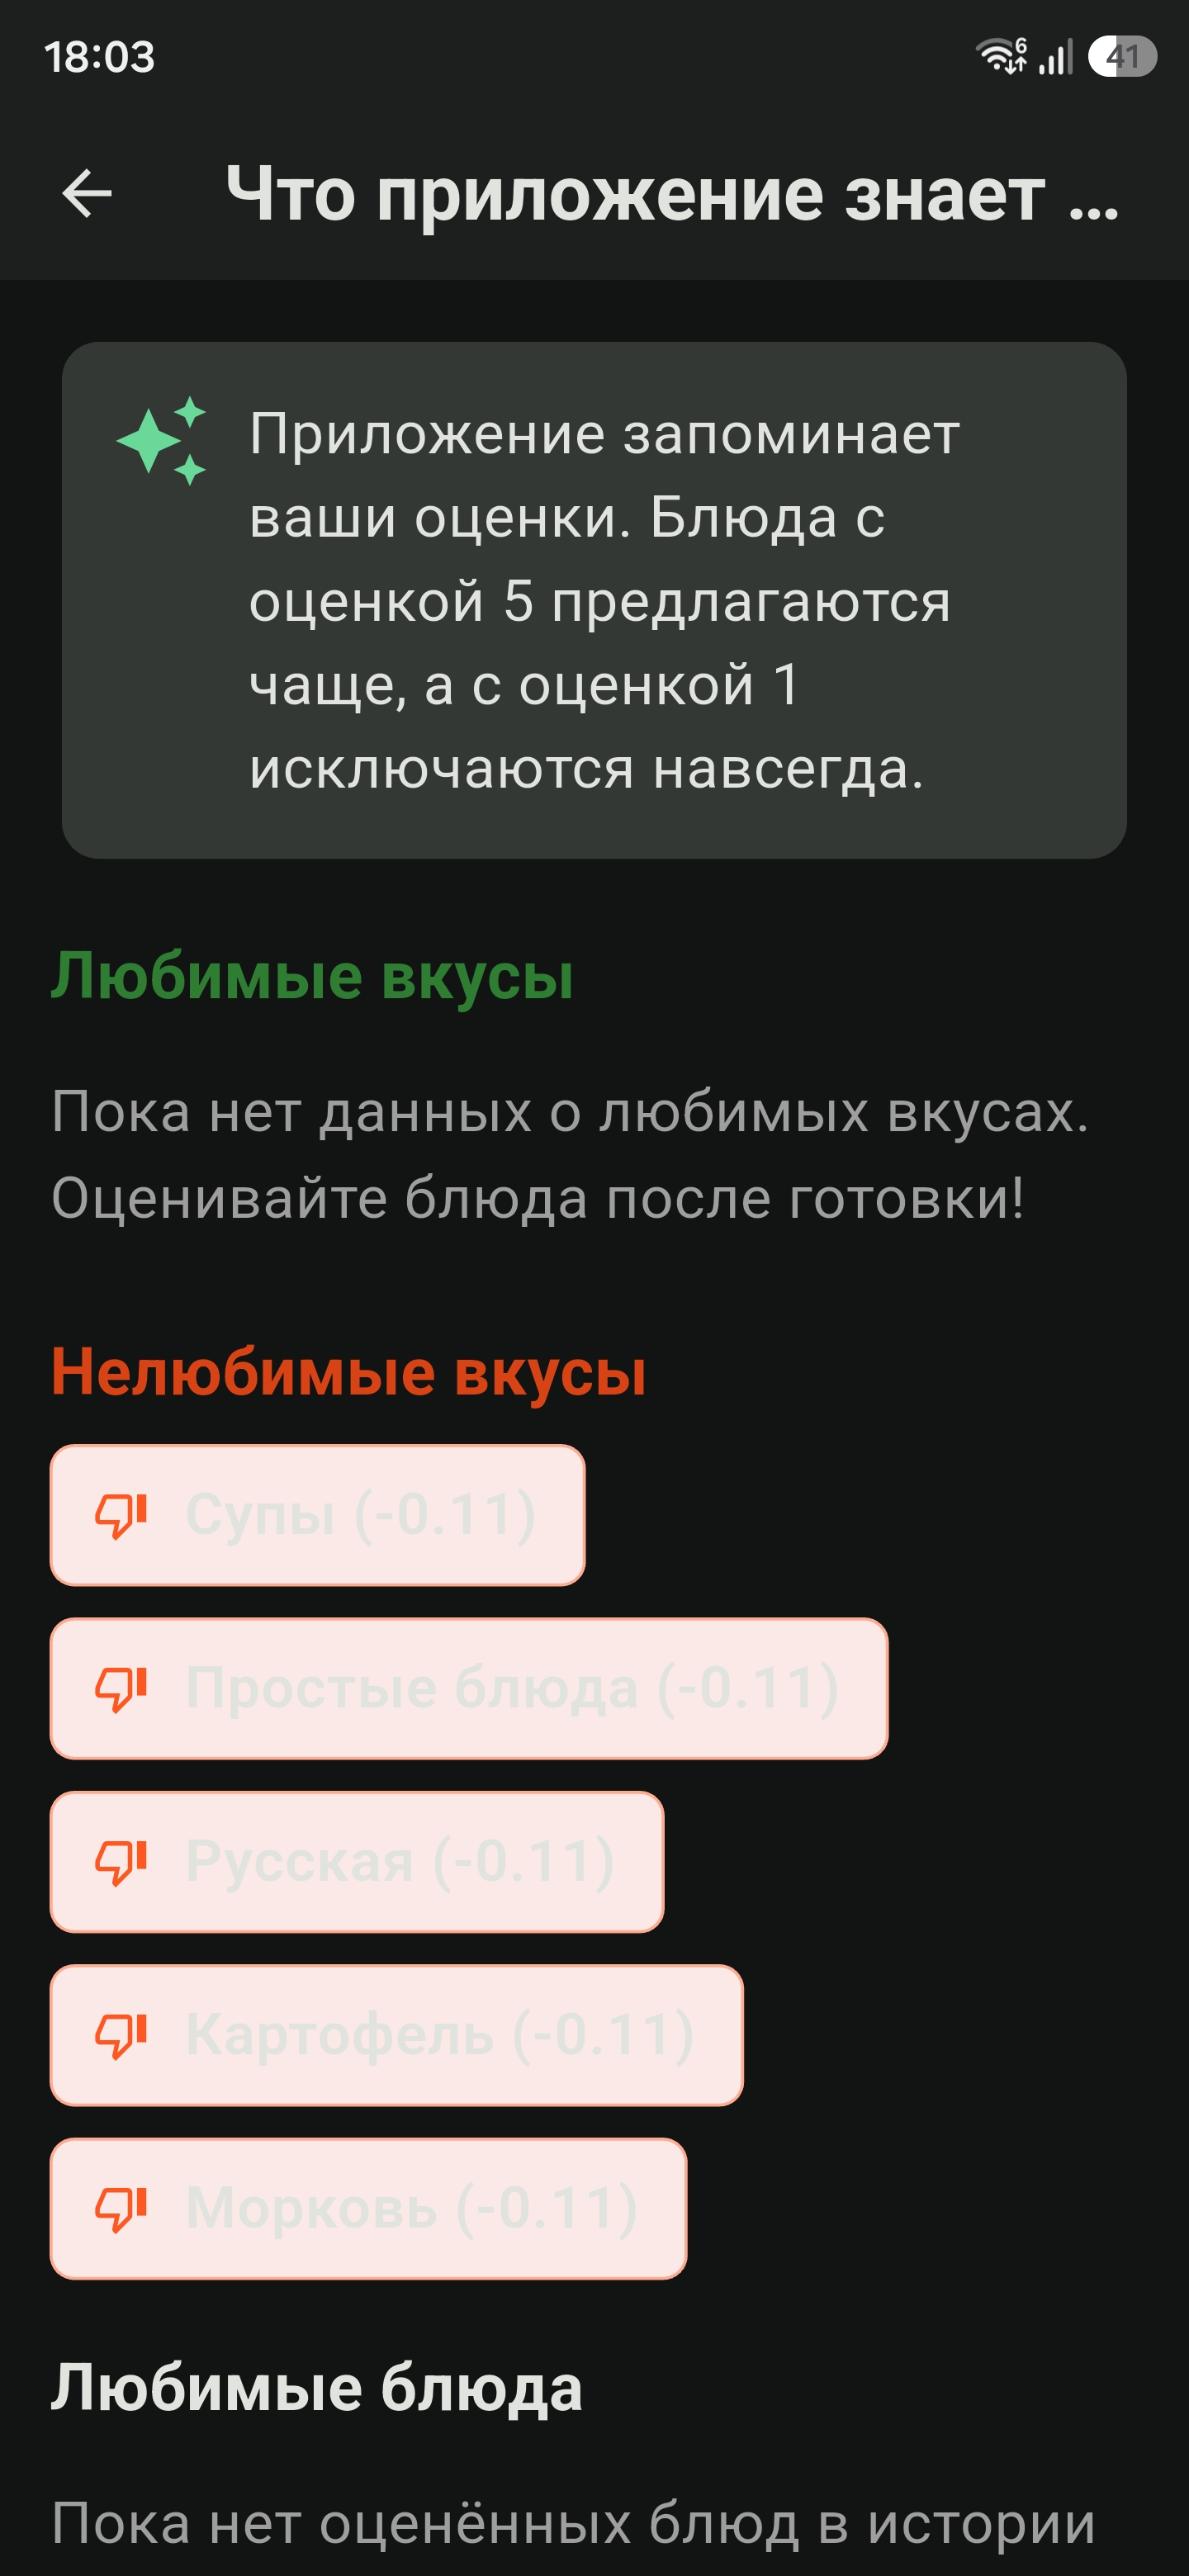 18:03
6
41
Что приложение знает ...
Приложение запоминает
ваши оценки. Блюда с
оценкой 5 предлагаются
чаще, а с оценкой 1
исключаются навсегда.
Любимые вкусы
Пока нет данных о любимых вкусах.
Оценивайте блюда после готовки!
Нелюбимые вкусы
Супы (-0.11)
Простые блюда (-0.11)
Русская (-0.11)
Картофель (-0.11)
Морковь (-0.11)
Любимые блюда
Пока нет оценённых блюд в истории